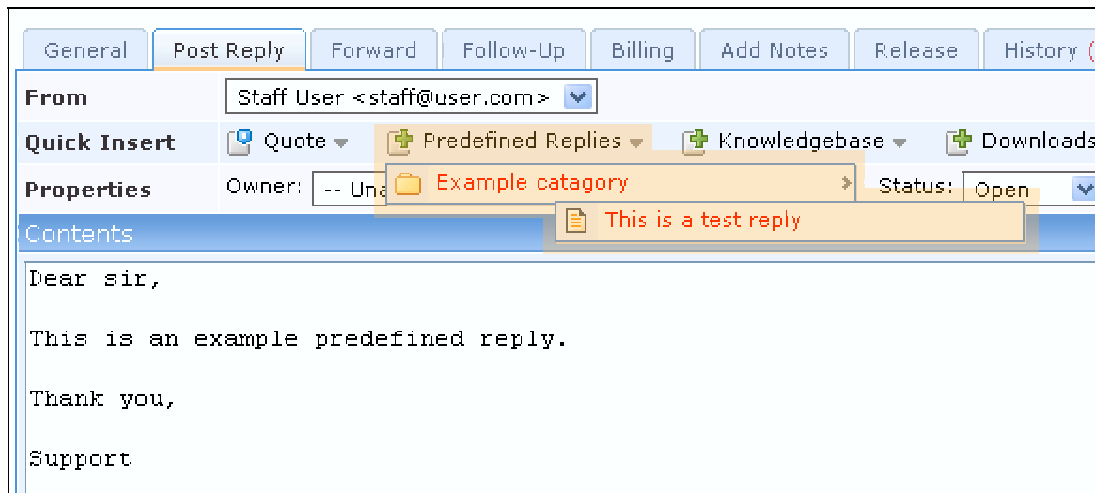 General Post Reply Forward Follow-Up Billing Add Notes Release History (
From Staff User <staff@user.com>
Quick Insert Quote Predefined Replies Knowledgebase Downloads
Properties Owner: -- Una Status: Open
Example catagory
This is a test reply
Contents
Dear sir,
This is an example predefined reply.
Thank you,
Support